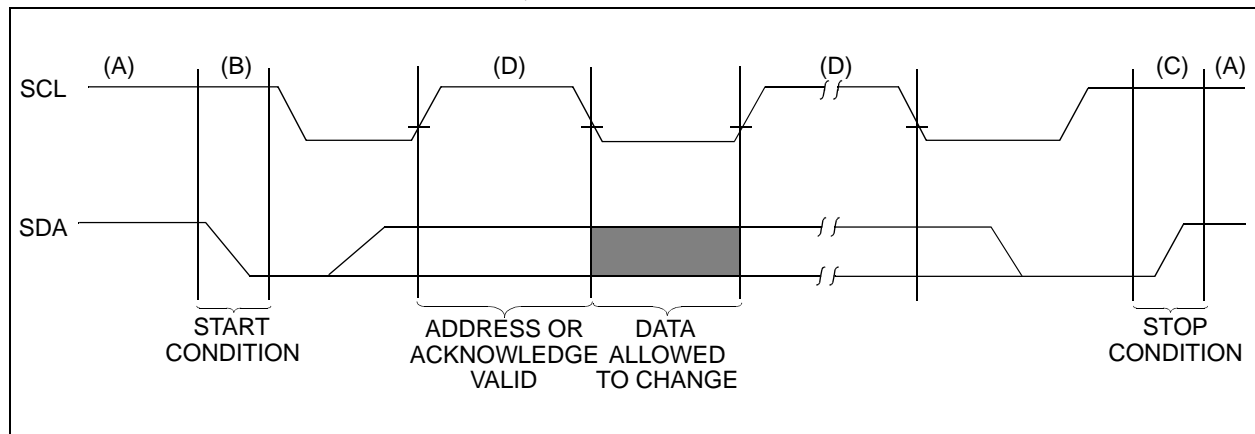 (A) (B) (D) (D) (C) (A)
SCL
SDA
START
CONDITION
ADDRESS OR
ACKNOWLEDGE
VALID
DATA
ALLOWED
TO CHANGE
STOP
CONDITION